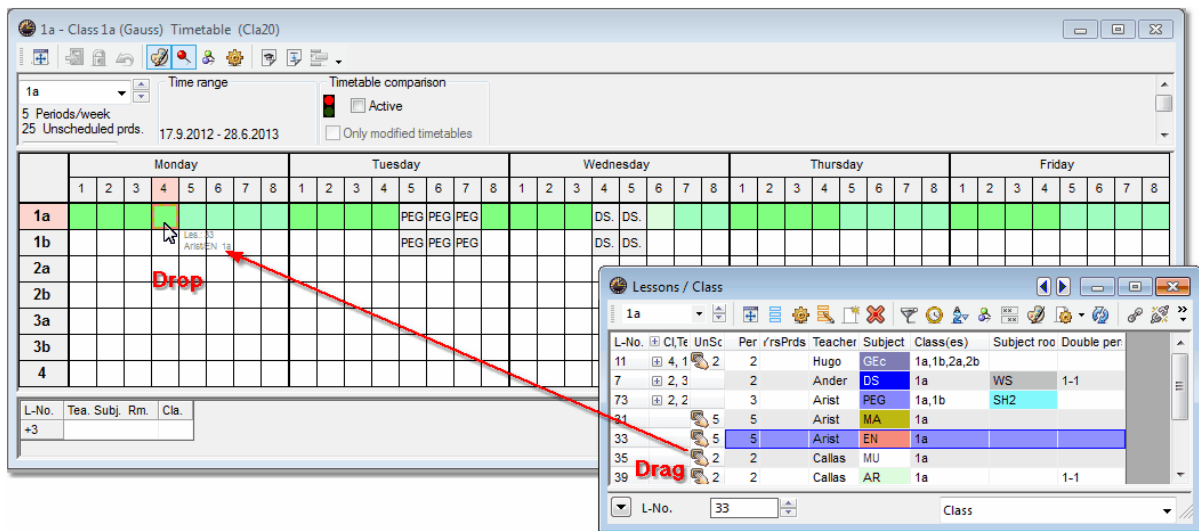 1a - Class 1a (Gauss) Timetable (Cla20)
1a
Time range
Timetable comparison
Active
5 Periods/week
25 Unscheduled prds.
17.9.2012 - 28.6.2013
Only modified timetables
Monday Tuesday Wednesday Thursday Friday
1 2 3 4 5 6 7 8 1 2 3 4 5 6 7 8 1 2 3 4 5 6 7 8 1 2 3 4 5 6 7 8 1 2 3 4 5 6 7 8
1a PEG PEG PEG DS. DS.
Les.: 33
Arist/EN 1a
1b PEG PEG PEG DS. DS.
2a
Drop
2b
3a
3b
4
L-No. Tea. Subj. Rm. Cla.
+3
Lessons / Class
1a
L-No. Cl,Te UnSc Per YrsPrds Teacher Subject Class(es) Subject roo Double per
11 4, 1 2 2 Hugo GEc 1a,1b,2a,2b
7 2, 3 2 Ander DS 1a WS 1-1
73 2, 2 3 Arist PEG 1a,1b SH2
31 5 5 Arist MA 1a
33 5 5 Arist EN 1a
35 2 2 Callas MU 1a
39 2 2 Callas AR 1a 1-1
Drag
L-No. 33 Class